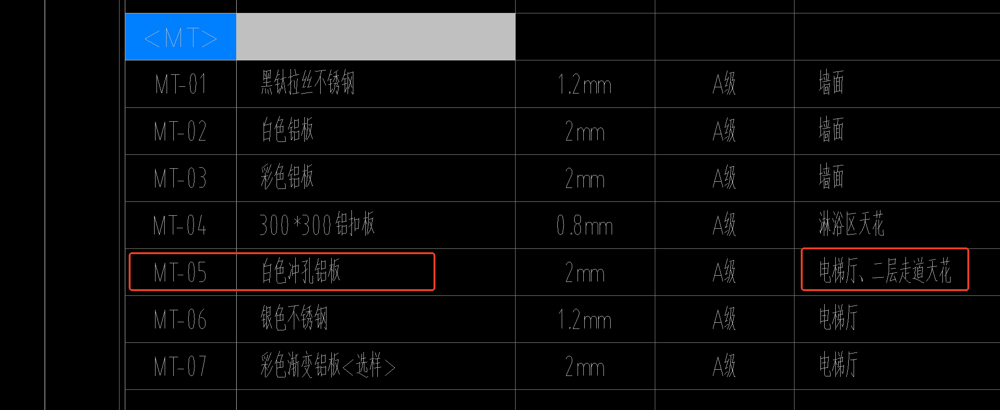 <MT>
MT-01 黑钛拉丝不锈钢 1.2mm A级 墙面
MT-02 白色铝板 2mm A级 墙面
MT-03 彩色铝板 2mm A级 墙面
MT-04 300*300铝扣板 0.8mm A级 淋浴区天花
MT-05 白色冲孔铝板 2mm A级 电梯厅、二层走道天花
MT-06 银色不锈钢 1.2mm A级 电梯厅
MT-07 彩色渐变铝板<选样> 2mm A级 电梯厅